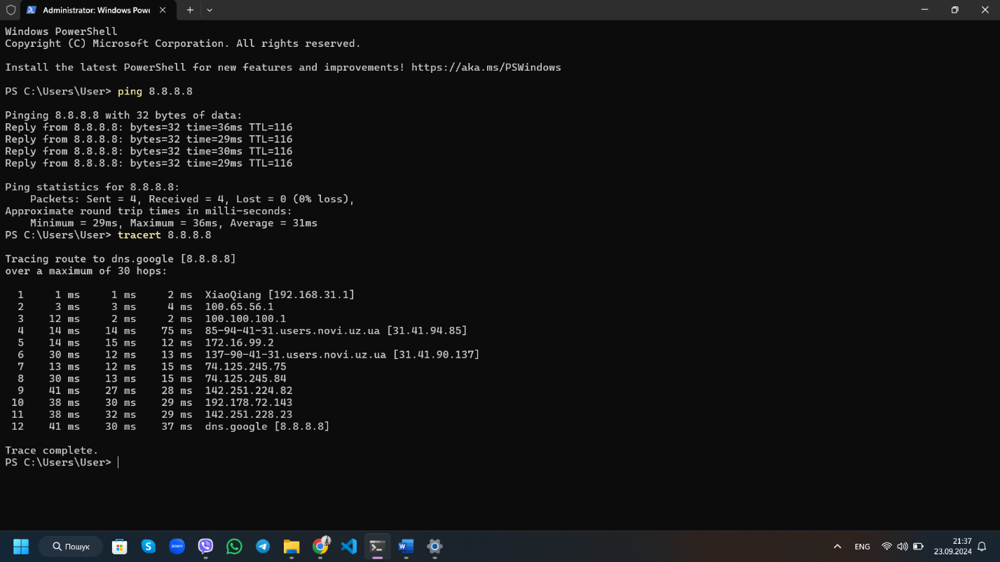 Administrator: Windows Powe
Windows PowerShell
Copyright (C) Microsoft Corporation. All rights reserved.
Install the latest PowerShell for new features and improvements! https://aka.ms/PSWindows
PS C:\Users\User> ping 8.8.8.8
Pinging 8.8.8.8 with 32 bytes of data:
Reply from 8.8.8.8: bytes=32 time=36ms TTL=116
Reply from 8.8.8.8: bytes=32 time=29ms TTL=116
Reply from 8.8.8.8: bytes=32 time=30ms TTL=116
Reply from 8.8.8.8: bytes=32 time=29ms TTL=116
Ping statistics for 8.8.8.8:
    Packets: Sent = 4, Received = 4, Lost = 0 (0% loss),
Approximate round trip times in milli-seconds:
    Minimum = 29ms, Maximum = 36ms, Average = 31ms
PS C:\Users\User> tracert 8.8.8.8
Tracing route to dns.google [8.8.8.8]
over a maximum of 30 hops:
  1     1 ms     1 ms     2 ms  XiaoQiang [192.168.31.1]
  2     3 ms     3 ms     4 ms  100.65.56.1
  3    12 ms     2 ms     2 ms  100.100.100.1
  4    14 ms    14 ms    75 ms  85-94-41-31.users.novi.uz.ua [31.41.94.85]
  5    14 ms    15 ms    12 ms  172.16.99.2
  6    30 ms    12 ms    13 ms  137-90-41-31.users.novi.uz.ua [31.41.90.137]
  7    13 ms    12 ms    15 ms  74.125.245.75
  8    30 ms    13 ms    15 ms  74.125.245.84
  9    41 ms    27 ms    28 ms  142.251.224.82
 10    38 ms    30 ms    29 ms  192.178.72.143
 11    38 ms    32 ms    29 ms  142.251.228.23
 12    41 ms    30 ms    37 ms  dns.google [8.8.8.8]
Trace complete.
PS C:\Users\User>
Пошук
zoom
ENG
21:37
23.09.2024